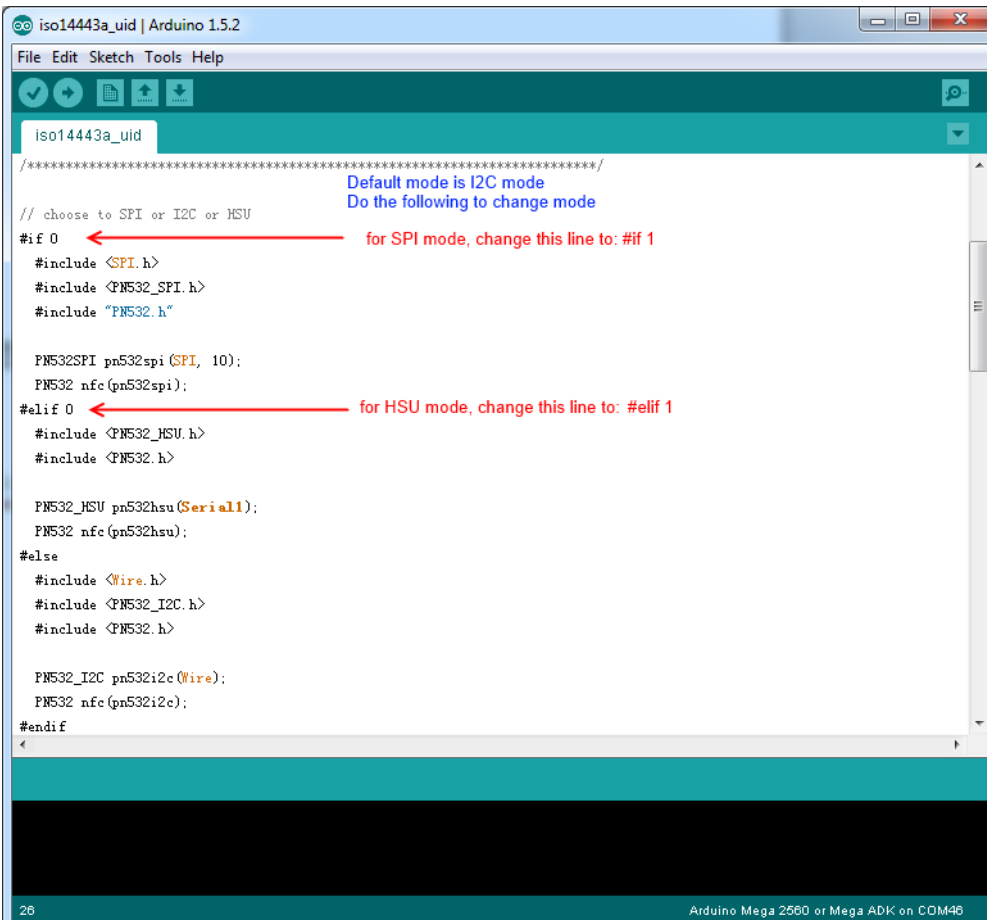 iso14443a_uid | Arduino 1.5.2
File Edit Sketch Tools Help
iso14443a_uid
/**************************************************************************/
Default mode is I2C mode
Do the following to change mode
// choose to SPI or I2C or HSU
#if 0 for SPI mode, change this line to: #if 1
#include <SPI.h>
#include <PN532_SPI.h>
#include "PN532.h"
PN532SPI pn532spi(SPI, 10);
PN532 nfc(pn532spi);
#elif 0 for HSU mode, change this line to: #elif 1
#include <PN532_HSU.h>
#include <PN532.h>
PN532_HSU pn532hsu(Serial1);
PN532 nfc(pn532hsu);
#else
#include <Wire.h>
#include <PN532_I2C.h>
#include <PN532.h>
PN532_I2C pn532i2c(Wire);
PN532 nfc(pn532i2c);
#endif
26 Arduino Mega 2560 or Mega ADK on COM46